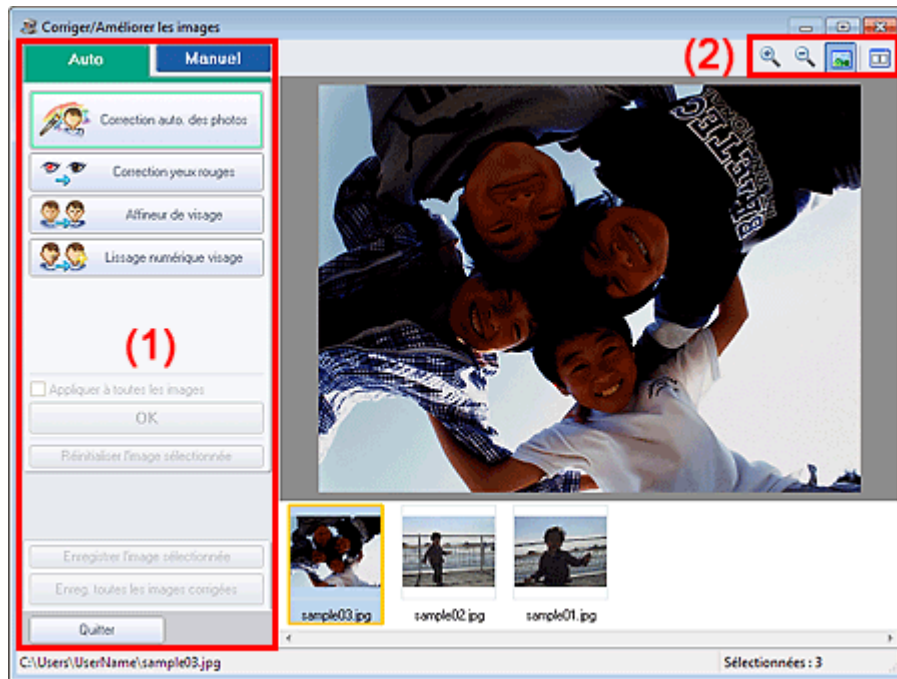 Corriger/Améliorer les images
Auto
Manuel
(2)
Correction auto. des photos
Correction yeux rouges
Affineur de visage
Lissage numérique visage
(1)
Appliquer à toutes les images
OK
Réinitialiser l'image sélectionnée
Enregistrer l'image sélectionnée
Enreg. toutes les images corrigées
Quitter
sample03.jpg
sample02.jpg
sample01.jpg
C:\Users\UserName\sample03.jpg
Sélectionnées : 3